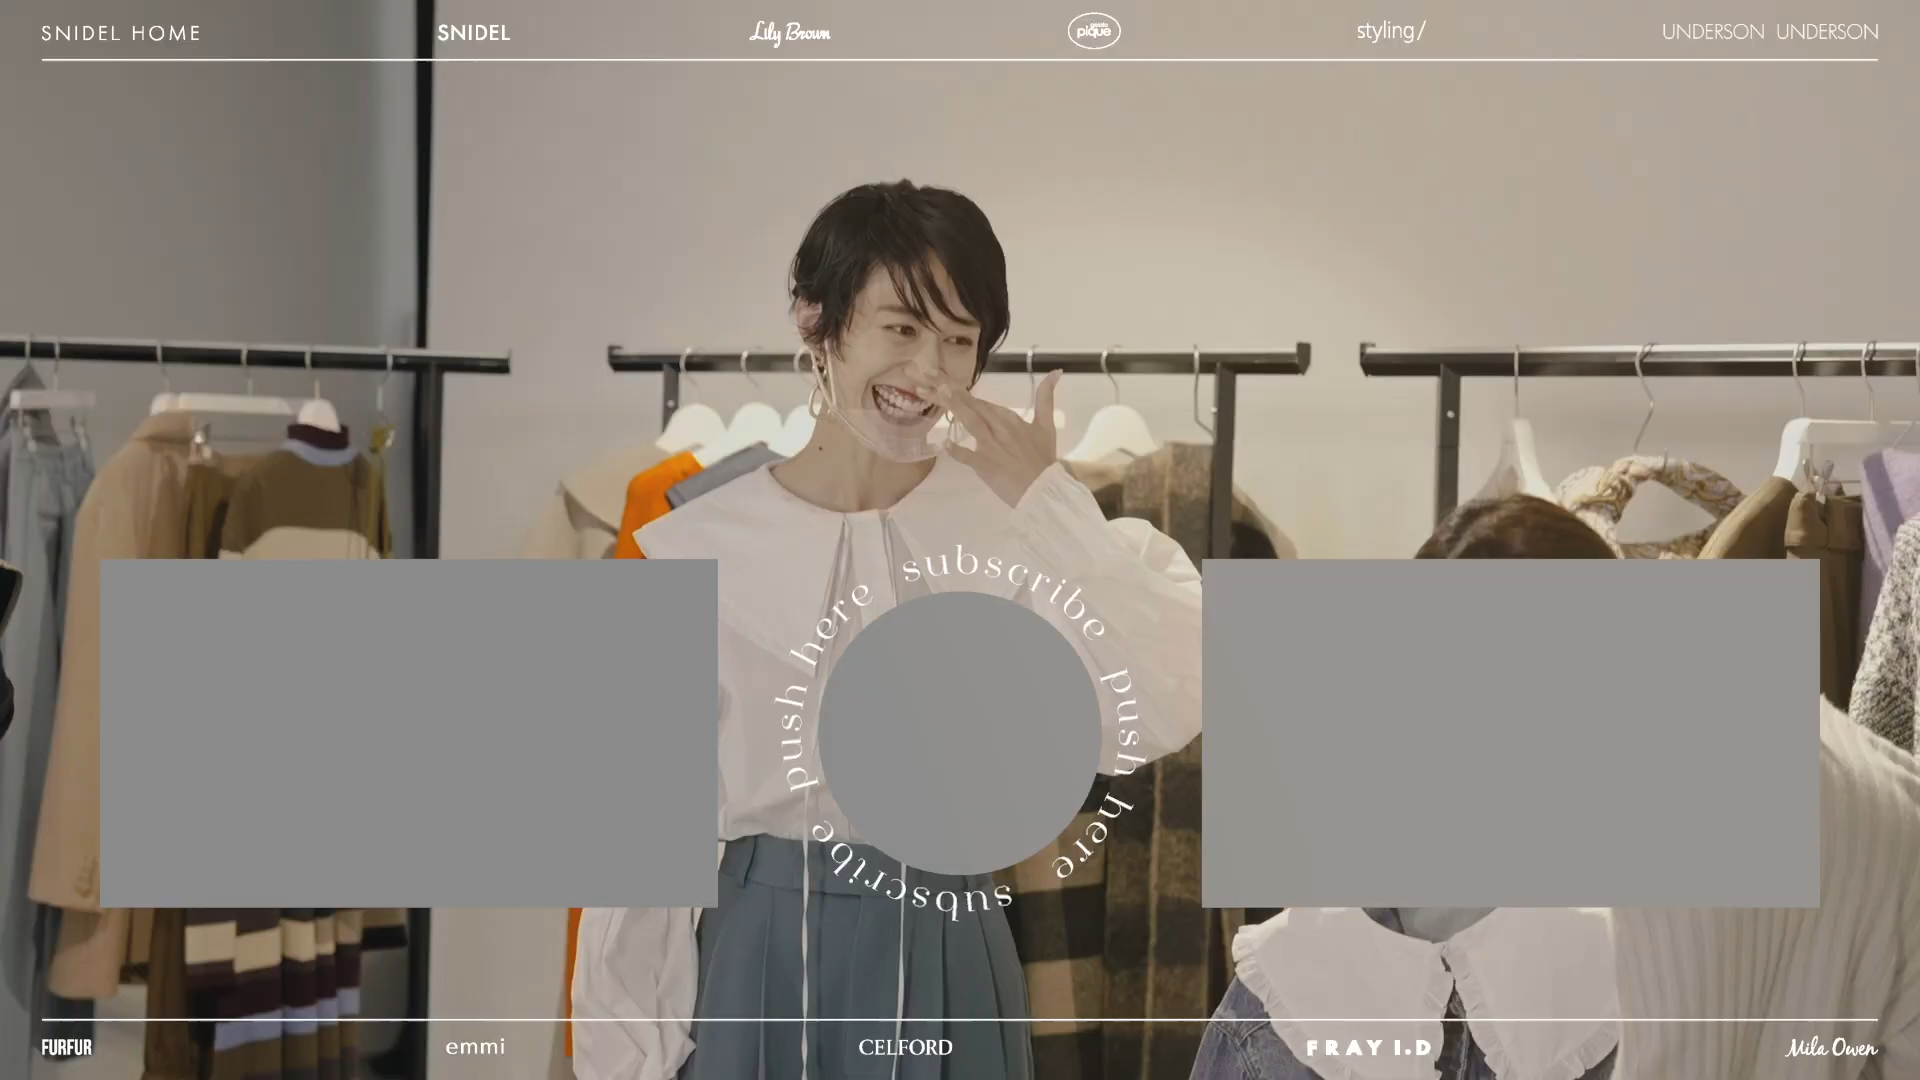 SNIDEL HOME
SNIDEL
Lily Brown
gelato pique
styling/
UNDERSON UNDERSON
subscribe push here subscribe push here
FURFUR
emmi
CELFORD
FRAY I.D
Mila Owen